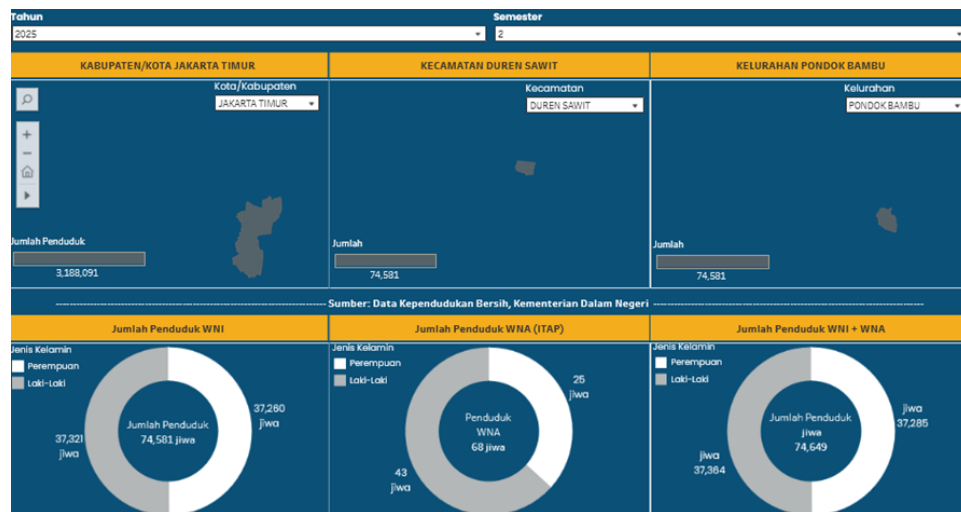 Tahun
Semester
2025
2
KABUPATEN/KOTA JAKARTA TIMUR
KECAMATAN DUREN SAWIT
KELURAHAN PONDOK BAMBU
Kota/Kabupaten
JAKARTA TIMUR
Kecamatan
DUREN SAWIT
Kelurahan
PONDOK BAMBU
Jumlah Penduduk
3,188,091
Jumlah
74,581
Jumlah
74,581
Sumber: Data Kependudukan Bersih, Kementerian Dalam Negeri
Jumlah Penduduk WNI
Jumlah Penduduk WNA (ITAP)
Jumlah Penduduk WNI + WNA
Jenis Kelamin
Perempuan
Laki-Laki
37,260
jiwa
Jumlah Penduduk
74,581 jiwa
37,321
jiwa
Jenis Kelamin
Perempuan
Laki-Laki
25
jiwa
Penduduk
WNA
68 jiwa
43
jiwa
Jenis Kelamin
Perempuan
Laki-Laki
jiwa
37,285
Jumlah Penduduk
jiwa
74,649
jiwa
37,364